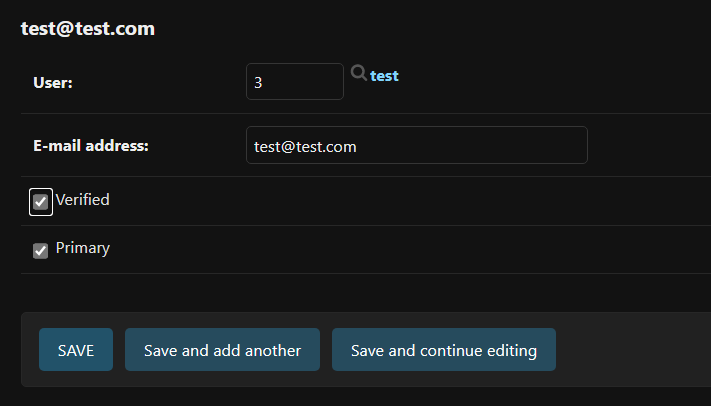 test@test.com
User: 3 test
E-mail address: test@test.com
Verified
Primary
SAVE Save and add another Save and continue editing